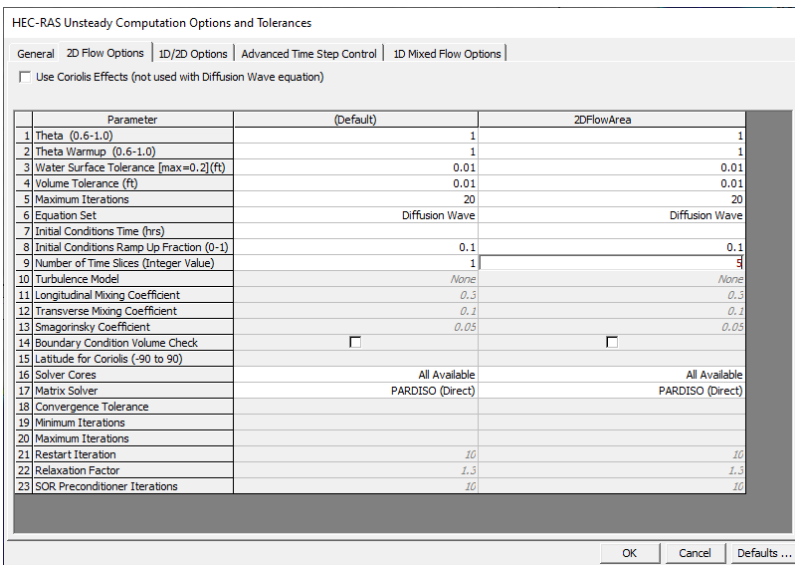 HEC-RAS Unsteady Computation Options and Tolerances
General 2D Flow Options 1D/2D Options Advanced Time Step Control 1D Mixed Flow Options
Use Coriolis Effects (not used with Diffusion Wave equation)
Parameter (Default) 2DFlowArea
1 Theta (0.6-1.0) 1 1
2 Theta Warmup (0.6-1.0) 1 1
3 Water Surface Tolerance [max=0.2](ft) 0.01 0.01
4 Volume Tolerance (ft) 0.01 0.01
5 Maximum Iterations 20 20
6 Equation Set Diffusion Wave Diffusion Wave
7 Initial Conditions Time (hrs)
8 Initial Conditions Ramp Up Fraction (0-1) 0.1 0.1
9 Number of Time Slices (Integer Value) 1 5
10 Turbulence Model None None
11 Longitudinal Mixing Coefficient 0.3 0.3
12 Transverse Mixing Coefficient 0.1 0.1
13 Smagorinsky Coefficient 0.05 0.05
14 Boundary Condition Volume Check
15 Latitude for Coriolis (-90 to 90)
16 Solver Cores All Available All Available
17 Matrix Solver PARDISO (Direct) PARDISO (Direct)
18 Convergence Tolerance
19 Minimum Iterations
20 Maximum Iterations
21 Restart Iteration 10 10
22 Relaxation Factor 1.3 1.3
23 SOR Preconditioner Iterations 10 10
OK Cancel Defaults ...